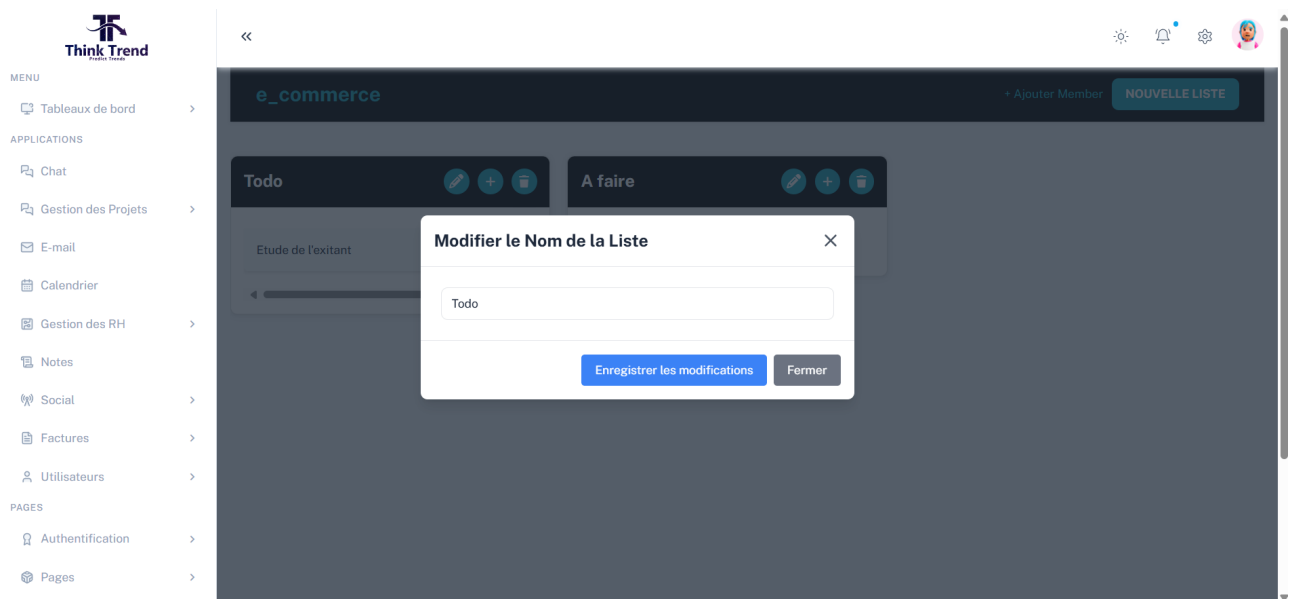 Think Trend
Predict Trends
MENU
Tableaux de bord
APPLICATIONS
Chat
Gestion des Projets
E-mail
Calendrier
Gestion des RH
Notes
Social
Factures
Utilisateurs
PAGES
Authentification
Pages
e_commerce
+ Ajouter Member
NOUVELLE LISTE
Todo
A faire
Etude de l'exitant
Modifier le Nom de la Liste
Todo
Enregistrer les modifications
Fermer